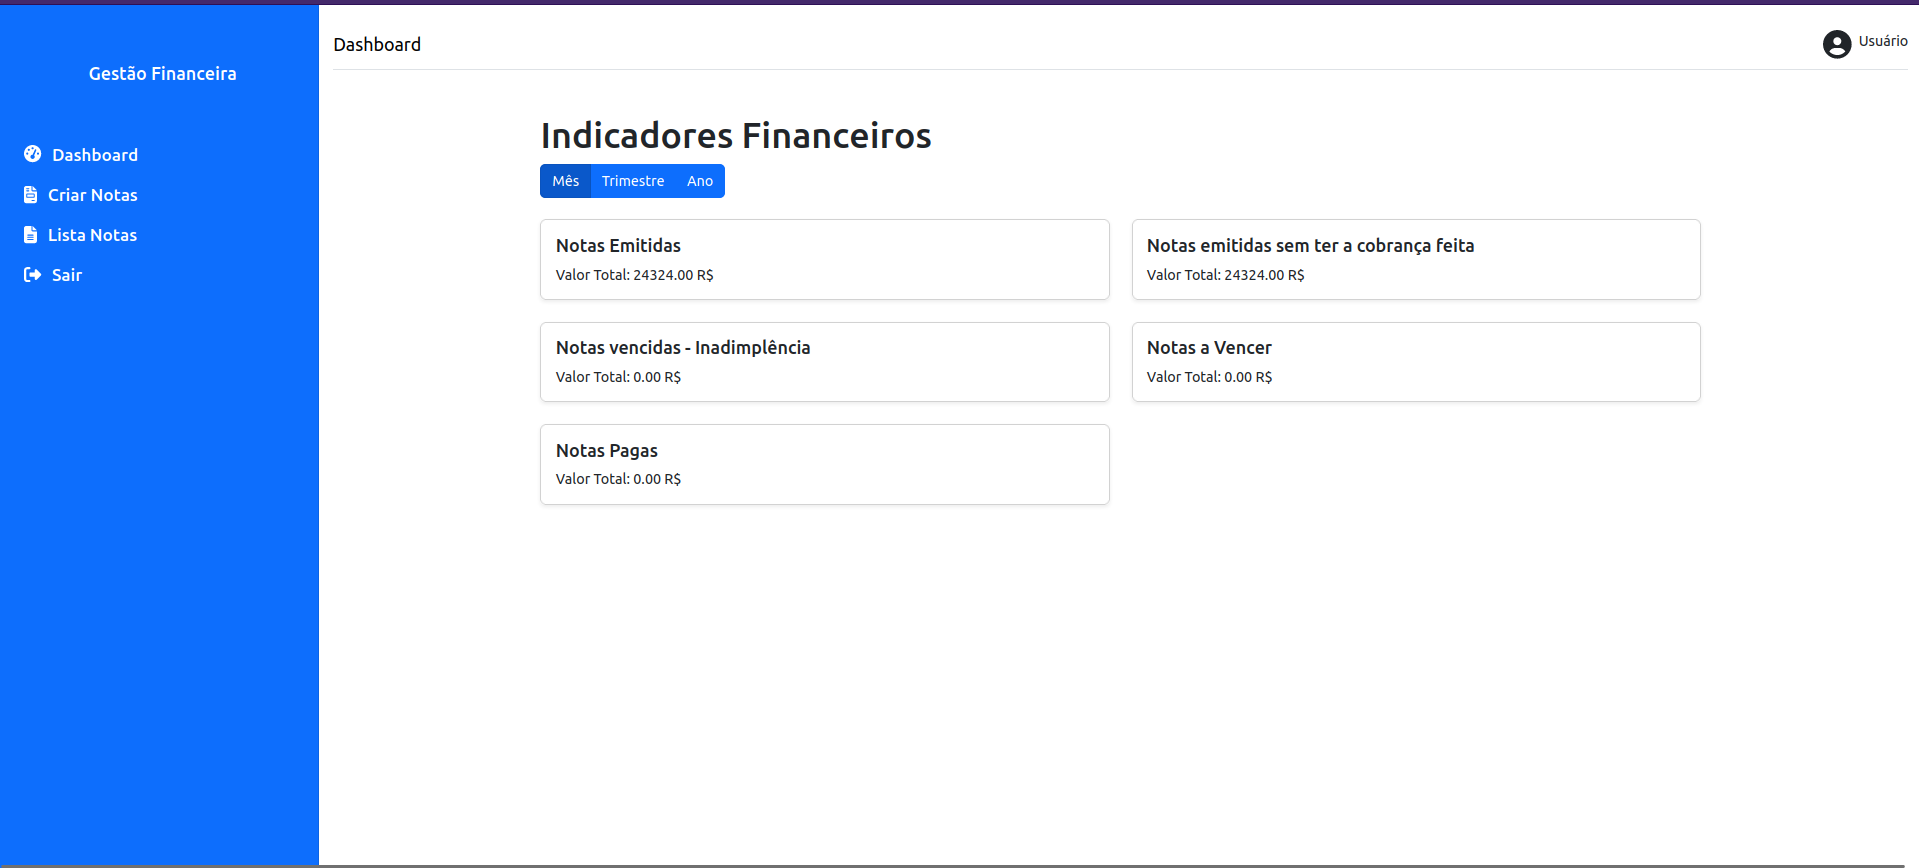 Gestão Financeira
Dashboard
Criar Notas
Lista Notas
Sair
Dashboard
Usuário
Indicadores Financeiros
Mês Trimestre Ano
Notas Emitidas
Valor Total: 24324.00 R$
Notas emitidas sem ter a cobrança feita
Valor Total: 24324.00 R$
Notas vencidas - Inadimplência
Valor Total: 0.00 R$
Notas a Vencer
Valor Total: 0.00 R$
Notas Pagas
Valor Total: 0.00 R$